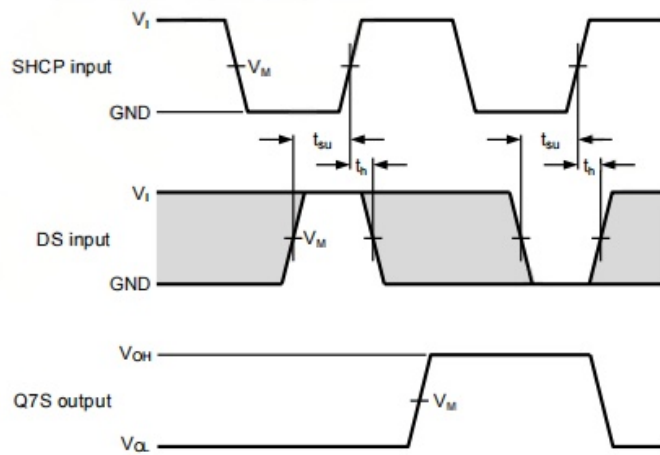 V_I
SHCP input
V_M
GND
t_su
t_su
t_h
t_h
V_I
DS input
V_M
GND
V_OH
Q7S output
V_M
V_OL